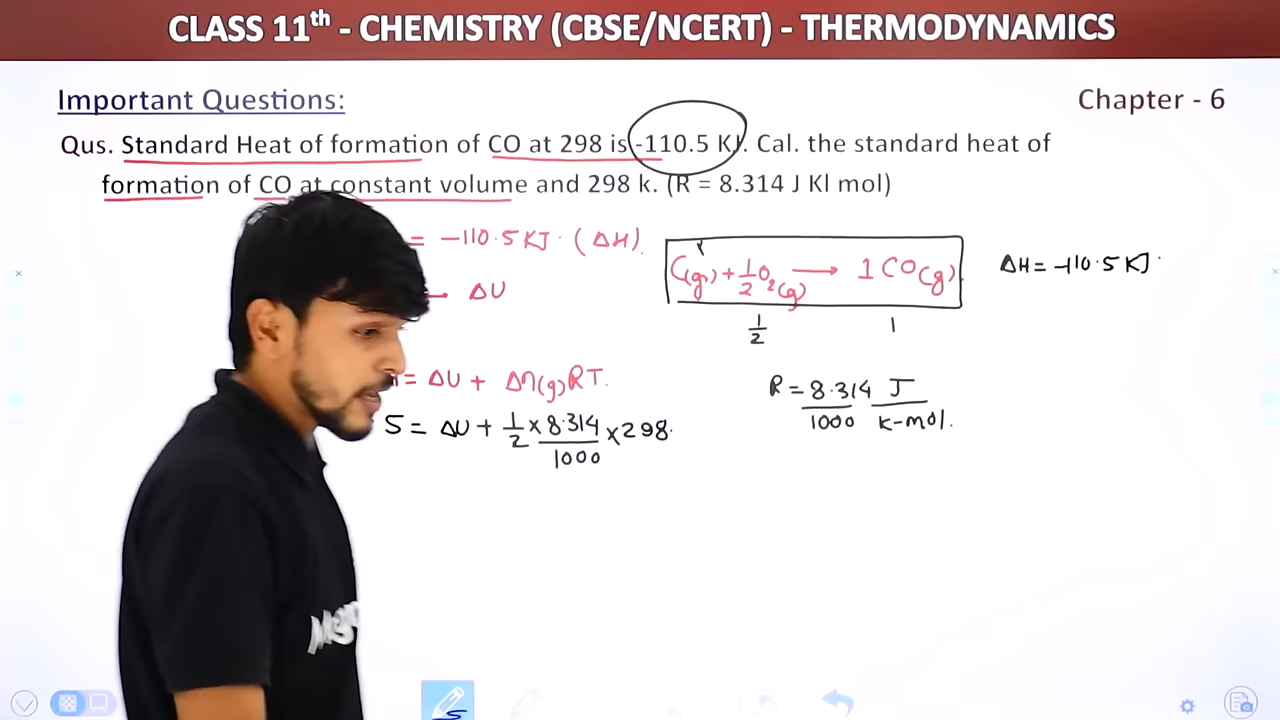 CLASS 11th - CHEMISTRY (CBSE/NCERT) - THERMODYNAMICS
Important Questions:
Chapter - 6
Qus. Standard Heat of formation of CO at 298 is -110.5 KJ. Cal. the standard heat of
formation of CO at constant volume and 298 k. (R = 8.314 J Kl mol)
= -110.5 KJ. (ΔH).
C(g) + 1/2 O2(g) → 1 CO(g).
ΔH = -110.5 KJ.
→ ΔU
1/2 1
= ΔU + Δn(g)RT.
R = 8.314/1000 J/K-mol.
5 = ΔU + 1/2 × 8.314/1000 × 298.